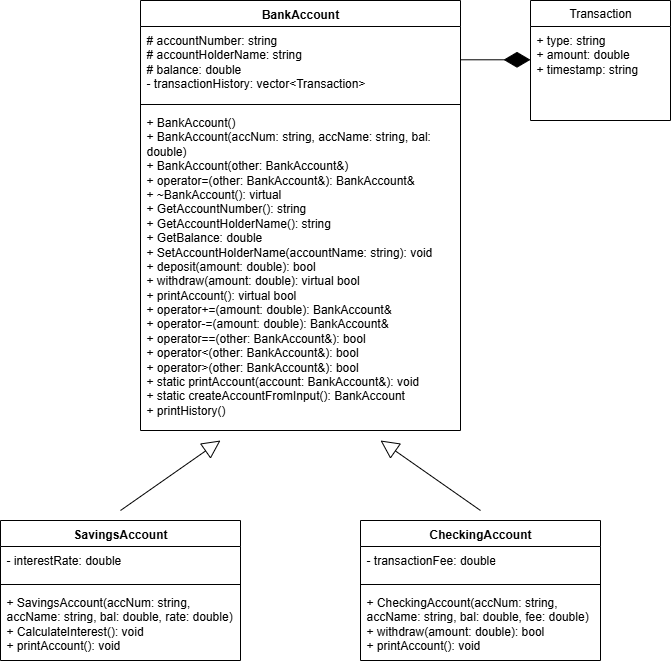 BankAccount
# accountNumber: string
# accountHolderName: string
# balance: double
- transactionHistory: vector<Transaction>
+ BankAccount()
+ BankAccount(accNum: string, accName: string, bal:
double)
+ BankAccount(other: BankAccount&)
+ operator=(other: BankAccount&): BankAccount&
+ ~BankAccount(): virtual
+ GetAccountNumber(): string
+ GetAccountHolderName(): string
+ GetBalance: double
+ SetAccountHolderName(accountName: string): void
+ deposit(amount: double): bool
+ withdraw(amount: double): virtual bool
+ printAccount(): virtual bool
+ operator+=(amount: double): BankAccount&
+ operator-=(amount: double): BankAccount&
+ operator==(other: BankAccount&): bool
+ operator<(other: BankAccount&): bool
+ operator>(other: BankAccount&): bool
+ static printAccount(account: BankAccount&): void
+ static createAccountFromInput(): BankAccount
+ printHistory()
Transaction
+ type: string
+ amount: double
+ timestamp: string
SavingsAccount
- interestRate: double
+ SavingsAccount(accNum: string,
accName: string, bal: double, rate: double)
+ CalculateInterest(): void
+ printAccount(): void
CheckingAccount
- transactionFee: double
+ CheckingAccount(accNum: string,
accName: string, bal: double, fee: double)
+ withdraw(amount: double): bool
+ printAccount(): void